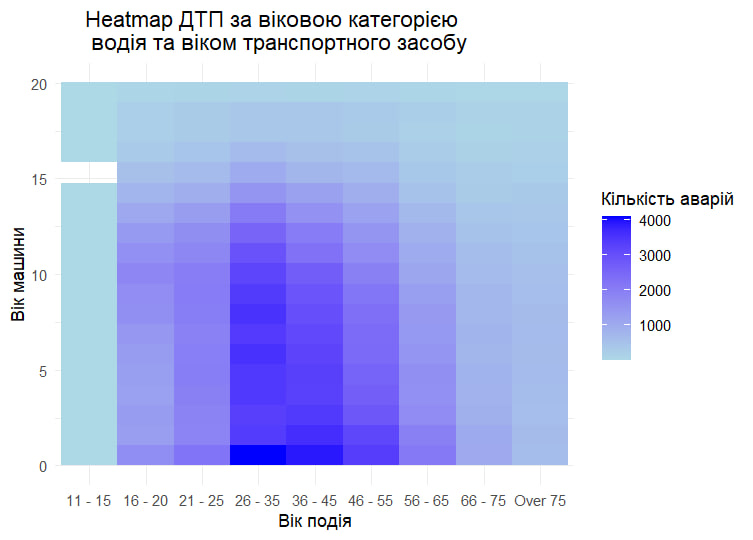 Heatmap ДТП за віковою категорією
водія та віком транспортного засобу
Вік машини
20
15
10
5
0
11 - 15 16 - 20 21 - 25 26 - 35 36 - 45 46 - 55 56 - 65 66 - 75 Over 75
Вік подія
Кількість аварій
4000
3000
2000
1000